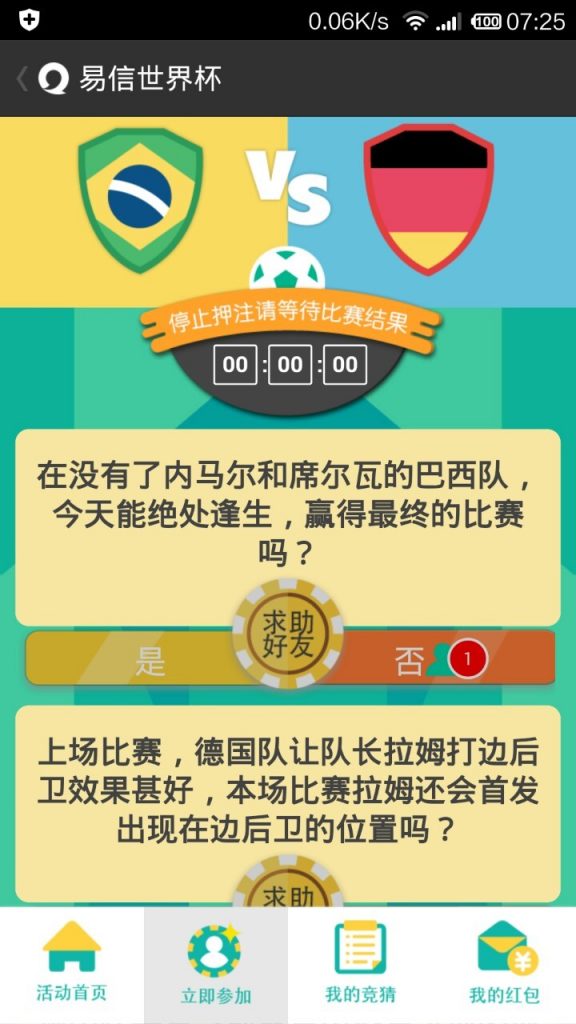 0.06K/s 100 07:25
易信世界杯
VS
停止押注请等待比赛结果
00:00:00
在没有了内马尔和席尔瓦的巴西队，
今天能绝处逢生，赢得最终的比赛
吗？
求助
好友
是
否 1
上场比赛，德国队让队长拉姆打边后
卫效果甚好，本场比赛拉姆还会首发
出现在边后卫的位置吗？
求助
活动首页 立即参加 我的竞猜 我的红包